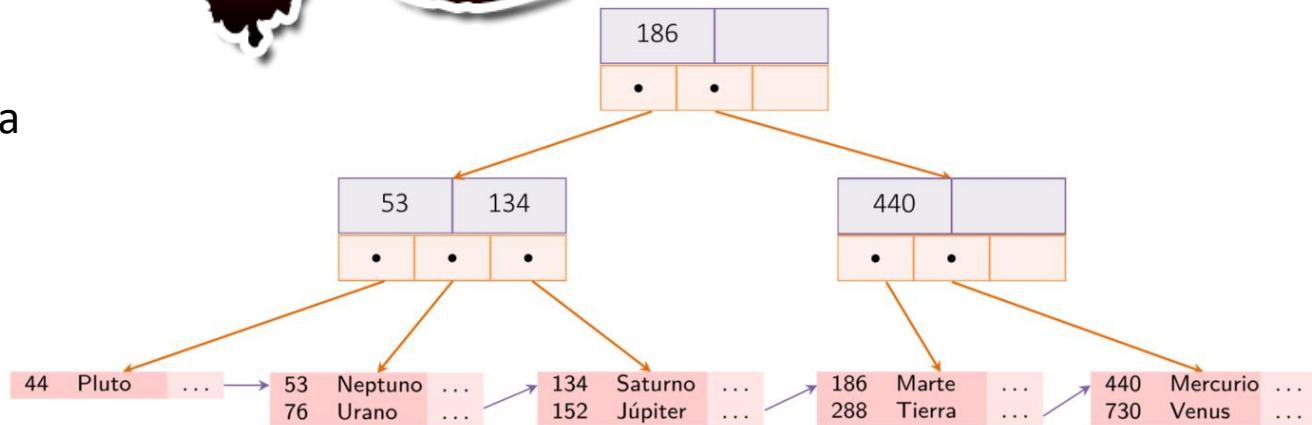 186
a
53 134
440
44 Pluto ...
53 Neptuno ...
76 Urano ...
134 Saturno ...
152 Júpiter ...
186 Marte ...
288 Tierra ...
440 Mercurio ...
730 Venus ...